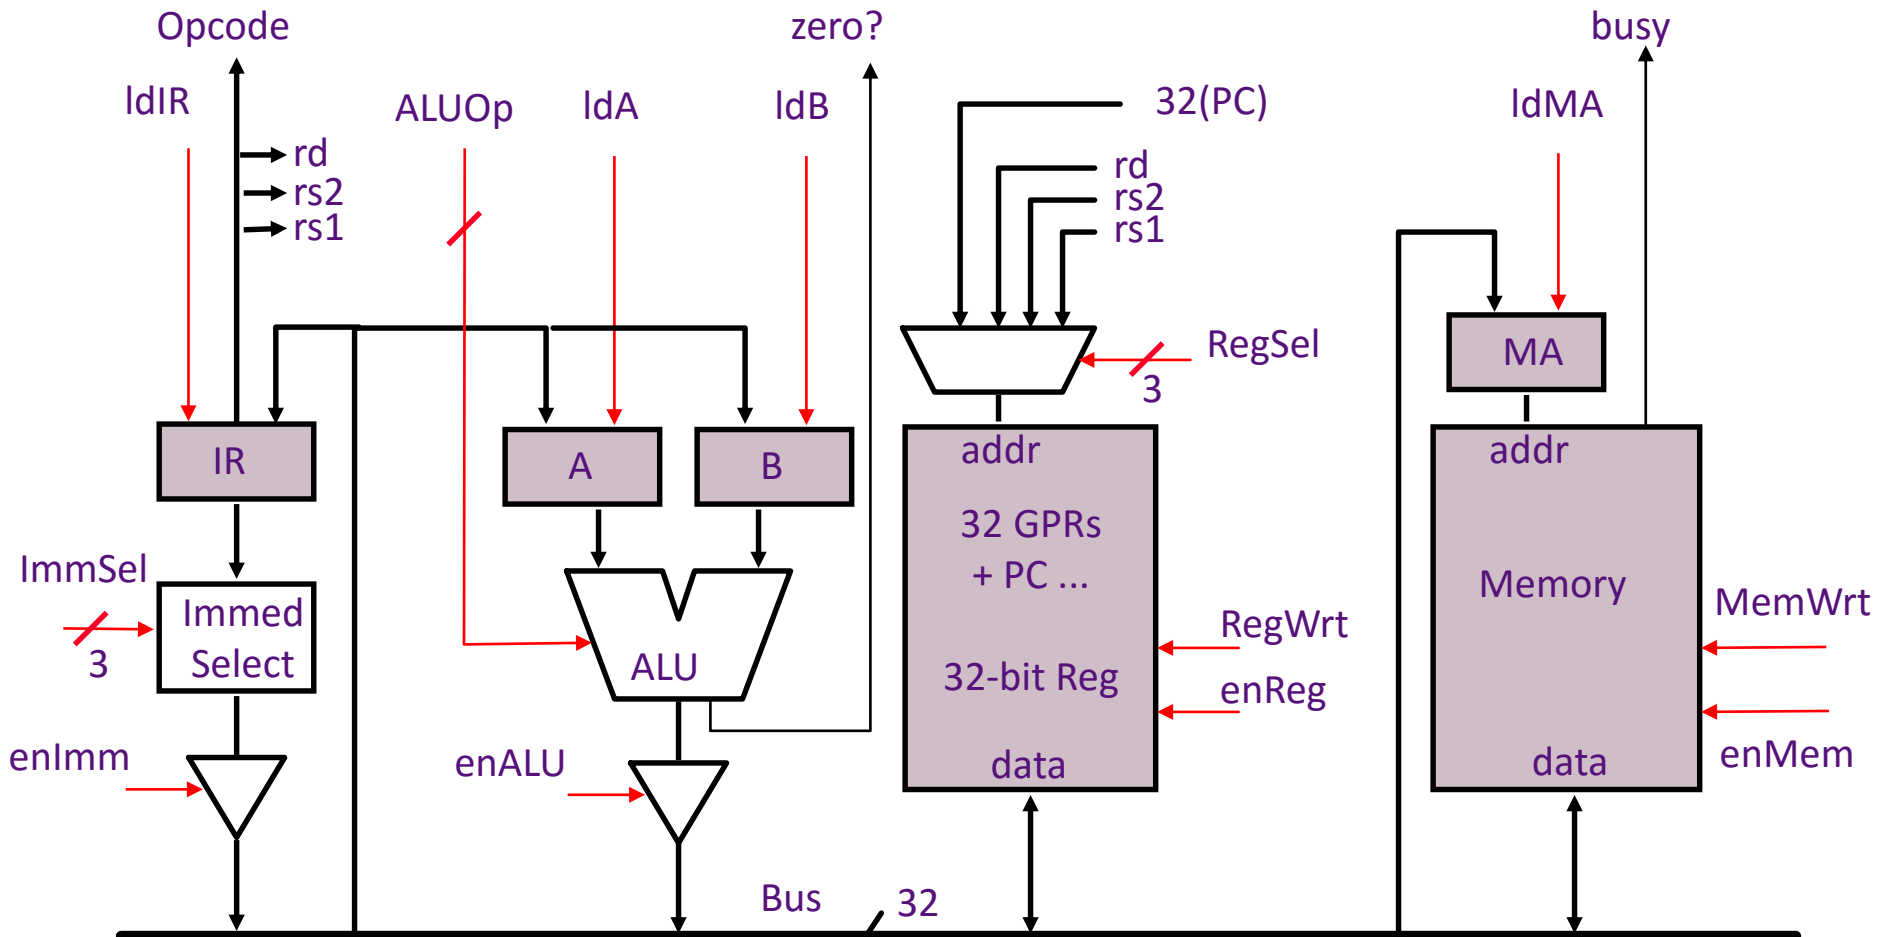 Opcode
zero?
busy
ldIR
ALUOp
ldA
ldB
32(PC)
ldMA
rd
rs2
rs1
rd
rs2
rs1
RegSel
3
MA
IR
A
B
addr
32 GPRs
+ PC ...
32-bit Reg
data
addr
Memory
data
ImmSel
3
Immed
Select
ALU
RegWrt
enReg
MemWrt
enMem
enImm
enALU
Bus
32